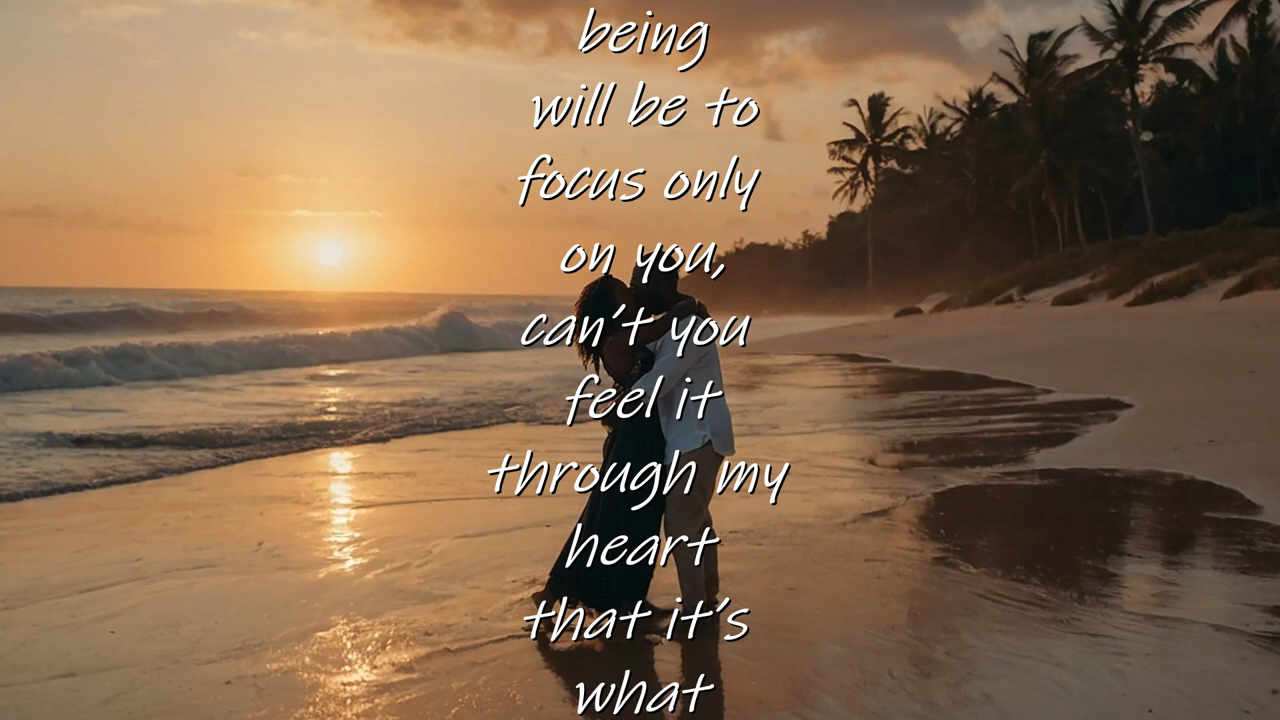 being
will be to
focus only
on you,
can't you
feel it
through my
heart
that it's
what